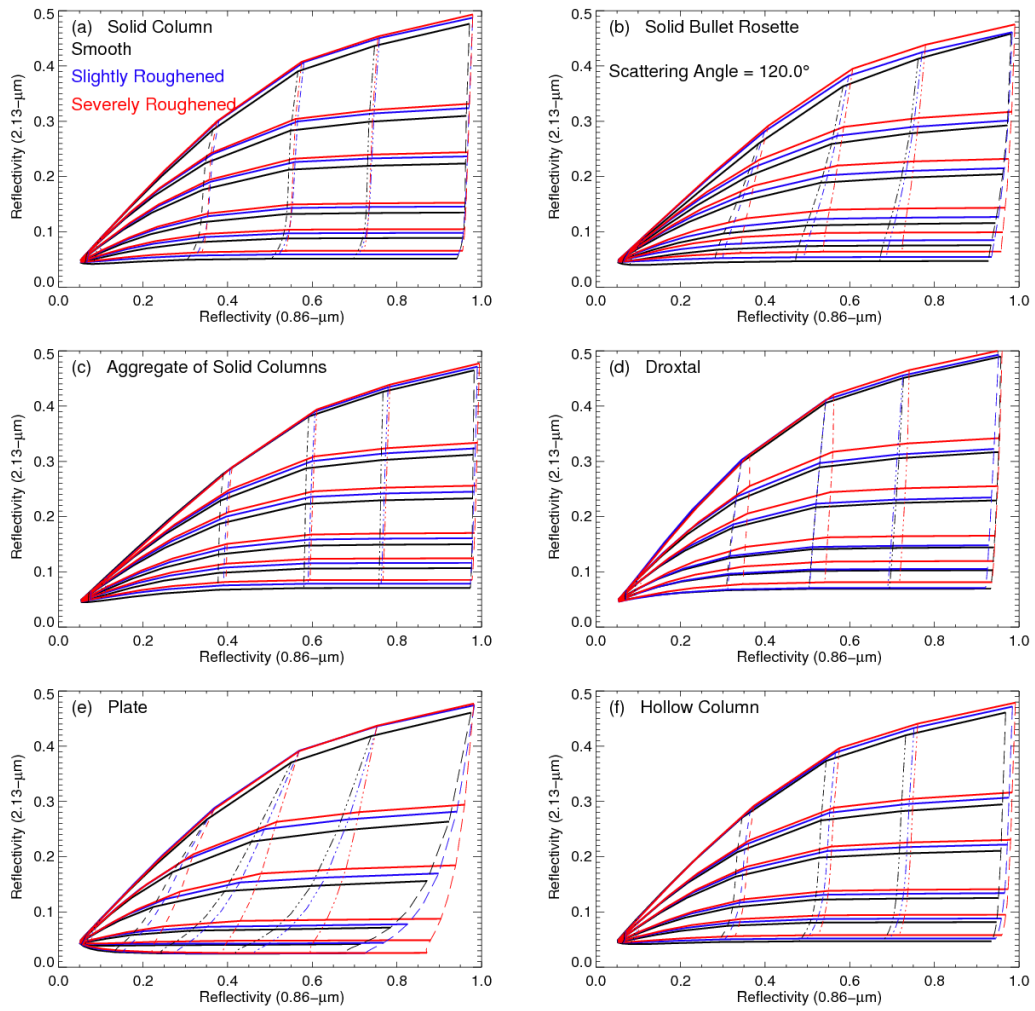 (a) Solid Column
Smooth
Slightly Roughened
Severely Roughened
0.5
0.4
0.3
0.2
0.1
0.0
Reflectivity (2.13−μm)
0.0 0.2 0.4 0.6 0.8 1.0
Reflectivity (0.86−μm)
(b) Solid Bullet Rosette
Scattering Angle = 120.0°
0.5
0.4
0.3
0.2
0.1
0.0
Reflectivity (2.13−μm)
0.0 0.2 0.4 0.6 0.8 1.0
Reflectivity (0.86−μm)
(c) Aggregate of Solid Columns
0.5
0.4
0.3
0.2
0.1
0.0
Reflectivity (2.13−μm)
0.0 0.2 0.4 0.6 0.8 1.0
Reflectivity (0.86−μm)
(d) Droxtal
0.5
0.4
0.3
0.2
0.1
0.0
Reflectivity (2.13−μm)
0.0 0.2 0.4 0.6 0.8 1.0
Reflectivity (0.86−μm)
(e) Plate
0.5
0.4
0.3
0.2
0.1
0.0
Reflectivity (2.13−μm)
0.0 0.2 0.4 0.6 0.8 1.0
Reflectivity (0.86−μm)
(f) Hollow Column
0.5
0.4
0.3
0.2
0.1
0.0
Reflectivity (2.13−μm)
0.0 0.2 0.4 0.6 0.8 1.0
Reflectivity (0.86−μm)